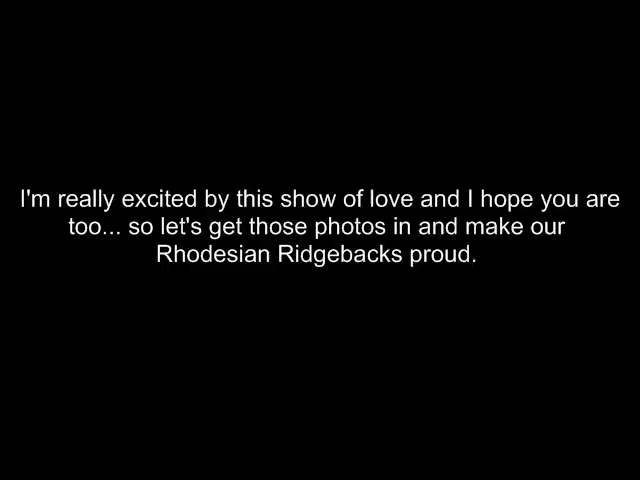 I'm really excited by this show of love and I hope you are
too... so let's get those photos in and make our
Rhodesian Ridgebacks proud.